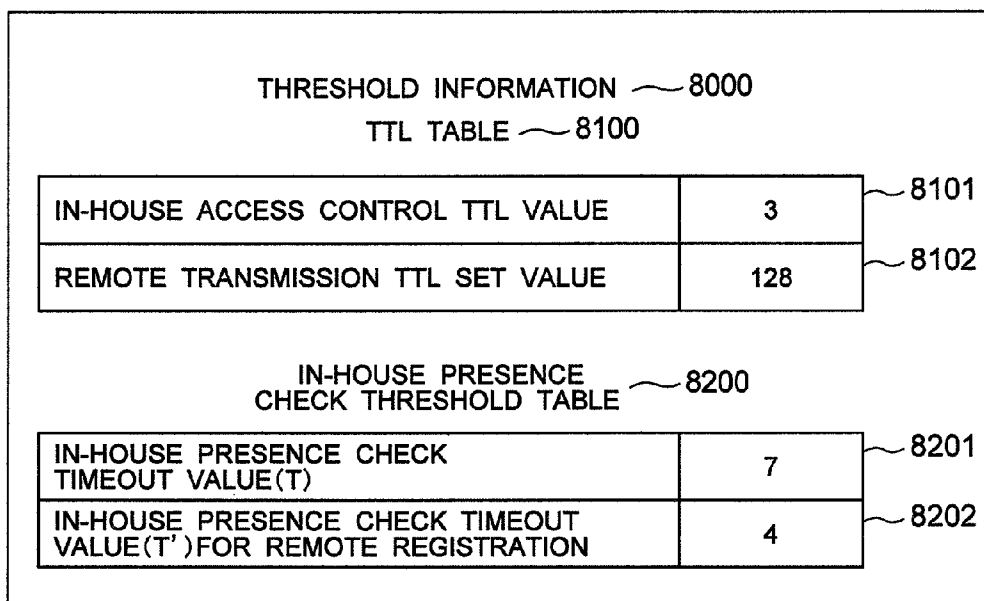 THRESHOLD INFORMATION 8000
TTL TABLE 8100
IN-HOUSE ACCESS CONTROL TTL VALUE 3 8101
REMOTE TRANSMISSION TTL SET VALUE 128 8102
IN-HOUSE PRESENCE
CHECK THRESHOLD TABLE 8200
IN-HOUSE PRESENCE CHECK
TIMEOUT VALUE(T) 7 8201
IN-HOUSE PRESENCE CHECK TIMEOUT
VALUE(T')FOR REMOTE REGISTRATION 4 8202